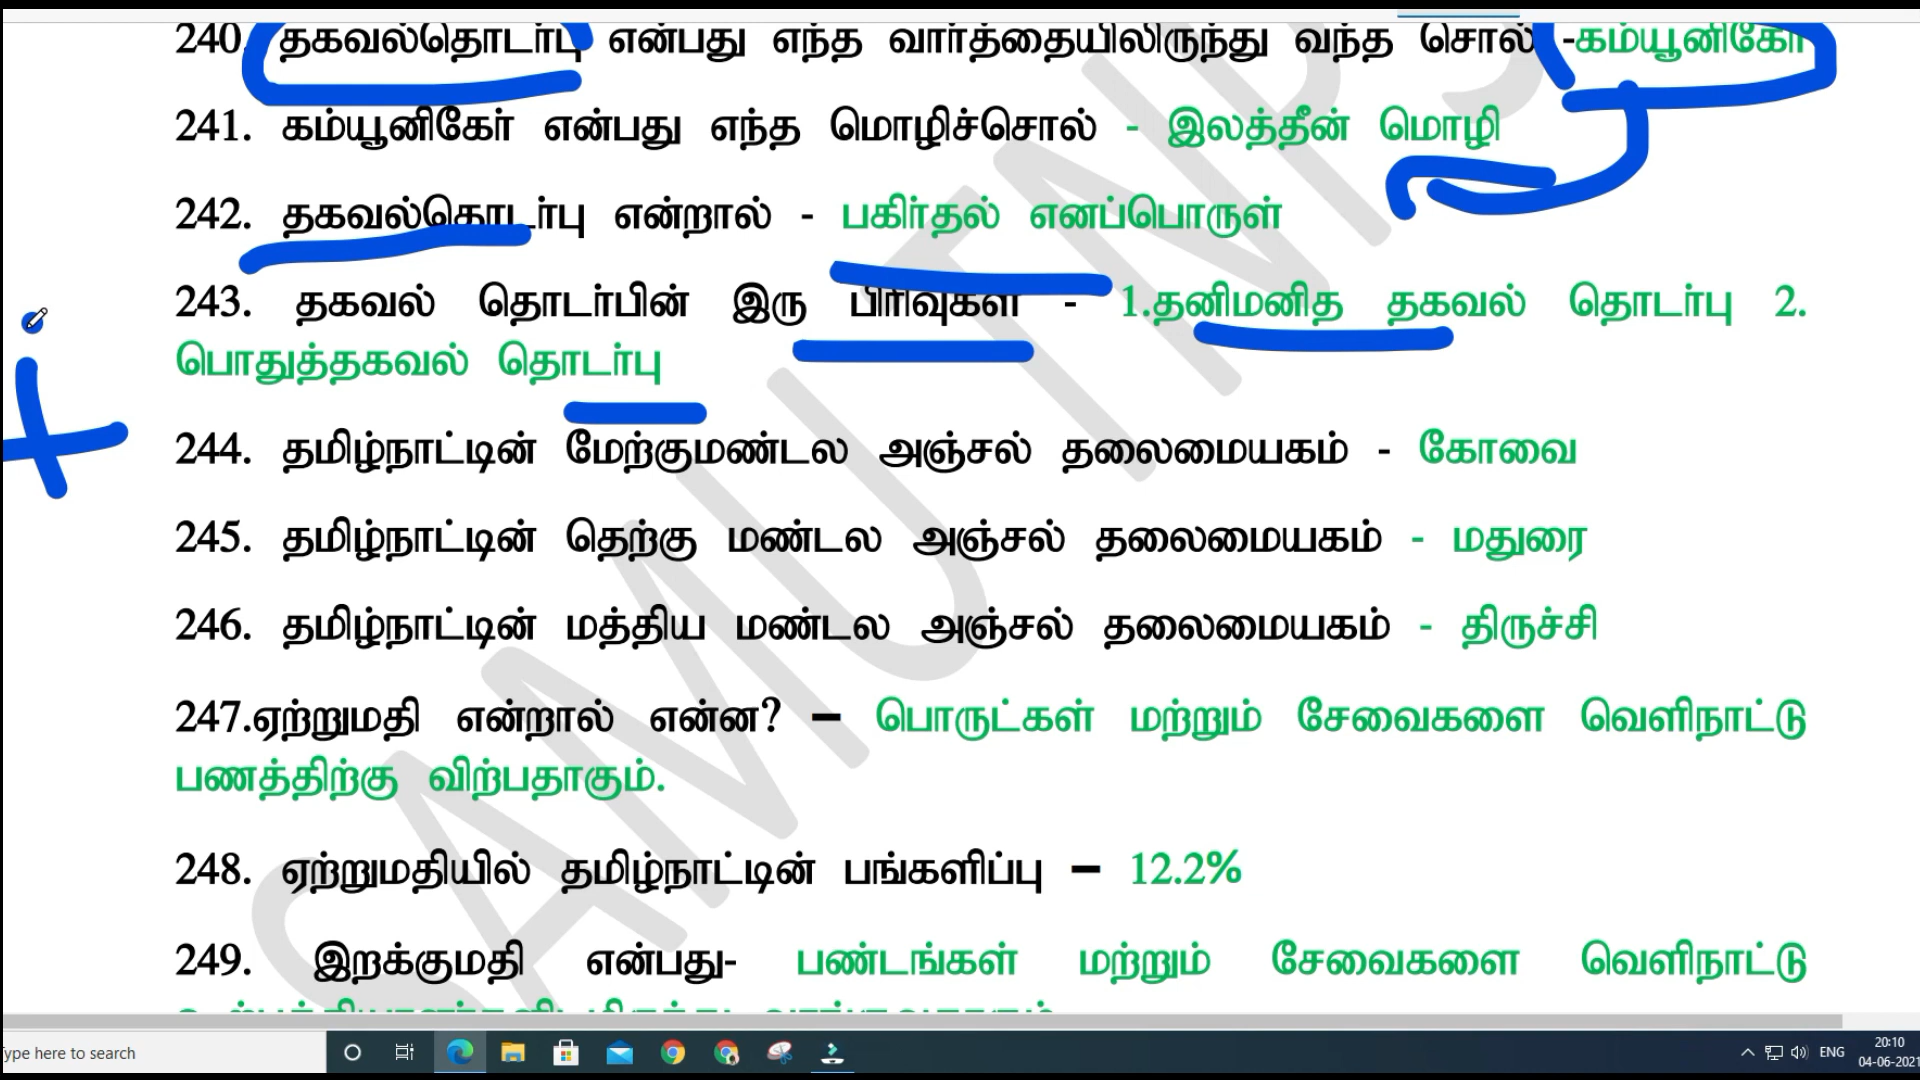 240. தகவல்தொடர்பு என்பது எந்த வார்த்தையிலிருந்து வந்த சொல் -கம்யூனிகேர்
241. கம்யூனிகேர் என்பது எந்த மொழிச்சொல் - இலத்தீன் மொழி
242. தகவல்தொடர்பு என்றால் - பகிர்தல் எனப்பொருள்
243. தகவல் தொடர்பின் இரு பிரிவுகள் - 1.தனிமனித தகவல் தொடர்பு 2.
பொதுத்தகவல் தொடர்பு
244. தமிழ்நாட்டின் மேற்குமண்டல அஞ்சல் தலைமையகம் - கோவை
245. தமிழ்நாட்டின் தெற்கு மண்டல அஞ்சல் தலைமையகம் - மதுரை
246. தமிழ்நாட்டின் மத்திய மண்டல அஞ்சல் தலைமையகம் - திருச்சி
247.ஏற்றுமதி என்றால் என்ன? – பொருட்கள் மற்றும் சேவைகளை வெளிநாட்டு
பணத்திற்கு விற்பதாகும்.
248. ஏற்றுமதியில் தமிழ்நாட்டின் பங்களிப்பு – 12.2%
249. இறக்குமதி என்பது- பண்டங்கள் மற்றும் சேவைகளை வெளிநாட்டு
Type here to search
ENG
20:10
04-06-2021